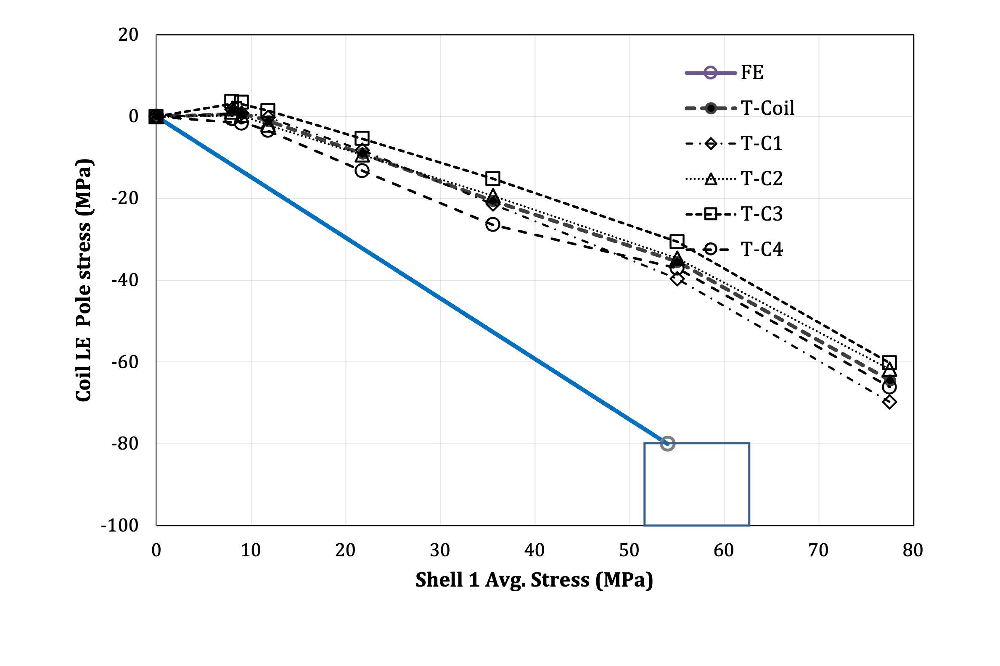 20
0
-20
-40
-60
-80
-100
Coil LE Pole stress (MPa)
FE
T-Coil
T-C1
T-C2
T-C3
T-C4
0 10 20 30 40 50 60 70 80
Shell 1 Avg. Stress (MPa)